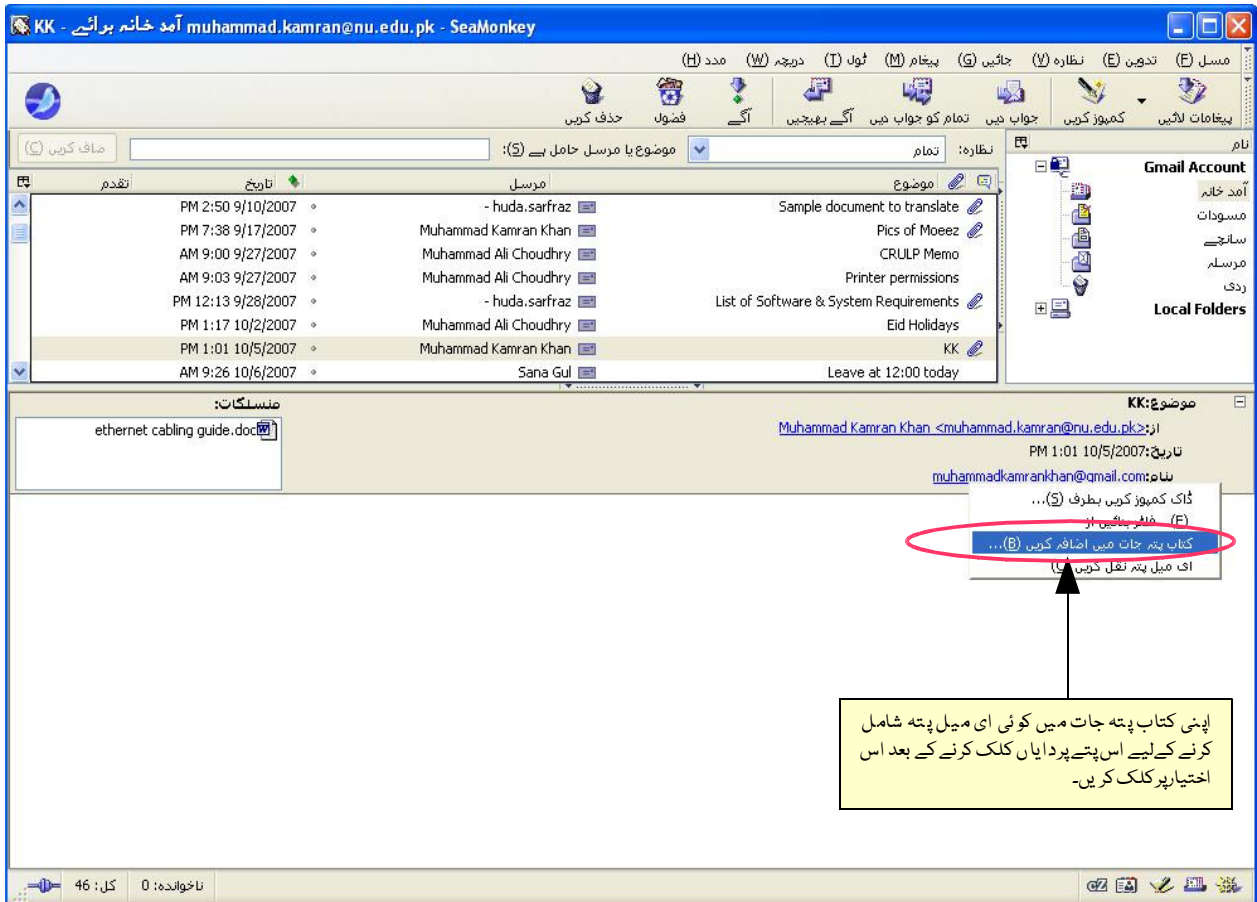 muhammad.kamran@nu.edu.pk - SeaMonkey آمد خانہ برائے - KK
مسل (F) تدوین (E) نظارہ (V) جائیں (G) پیغام (M) ٹول (T) دریچہ (W) مدد (H)
پیغامات لائیں کمپوز کریں جواب دیں تمام کو جواب دیں آگے بھیجیں آگے فضول حذف کریں
نام
نظارہ: تمام موضوع یا مرسل حامل ہے (S): صاف کریں (C)
Gmail Account
آمد خانہ
مسودات
سانچے
مرسلہ
ردی
Local Folders
موضوع مرسل تاریخ تقدم
Sample document to translate huda.sarfraz - PM 2:50 9/10/2007
Pics of Moeez Muhammad Kamran Khan PM 7:38 9/17/2007
CRULP Memo Muhammad Ali Choudhry AM 9:00 9/27/2007
Printer permissions Muhammad Ali Choudhry AM 9:03 9/27/2007
List of Software & System Requirements huda.sarfraz - PM 12:13 9/28/2007
Eid Holidays Muhammad Ali Choudhry PM 1:17 10/2/2007
KK Muhammad Kamran Khan PM 1:01 10/5/2007
Leave at 12:00 today Sana Gul AM 9:26 10/6/2007
موضوع:KK
از:Muhammad Kamran Khan <muhammad.kamran@nu.edu.pk>
تاریخ:PM 1:01 10/5/2007
بنام:muhammadkamrankhan@gmail.com
منسلکات:
ethernet cabling guide.doc
ڈاک کمپوز کریں بطرف (S)...
(F) فلٹر بنائیں از
کتاب پتہ جات میں اضافہ کریں (B)...
ای میل پتہ نقل کریں (C)
اپنی کتاب پتہ جات میں کوئی ای میل پتہ شامل
کرنے کےلیے اس پتے پر دایاں کلک کرنے کے بعد اس
اختیارپر کلک کریں۔
ناخواندہ: 0 کل: 46